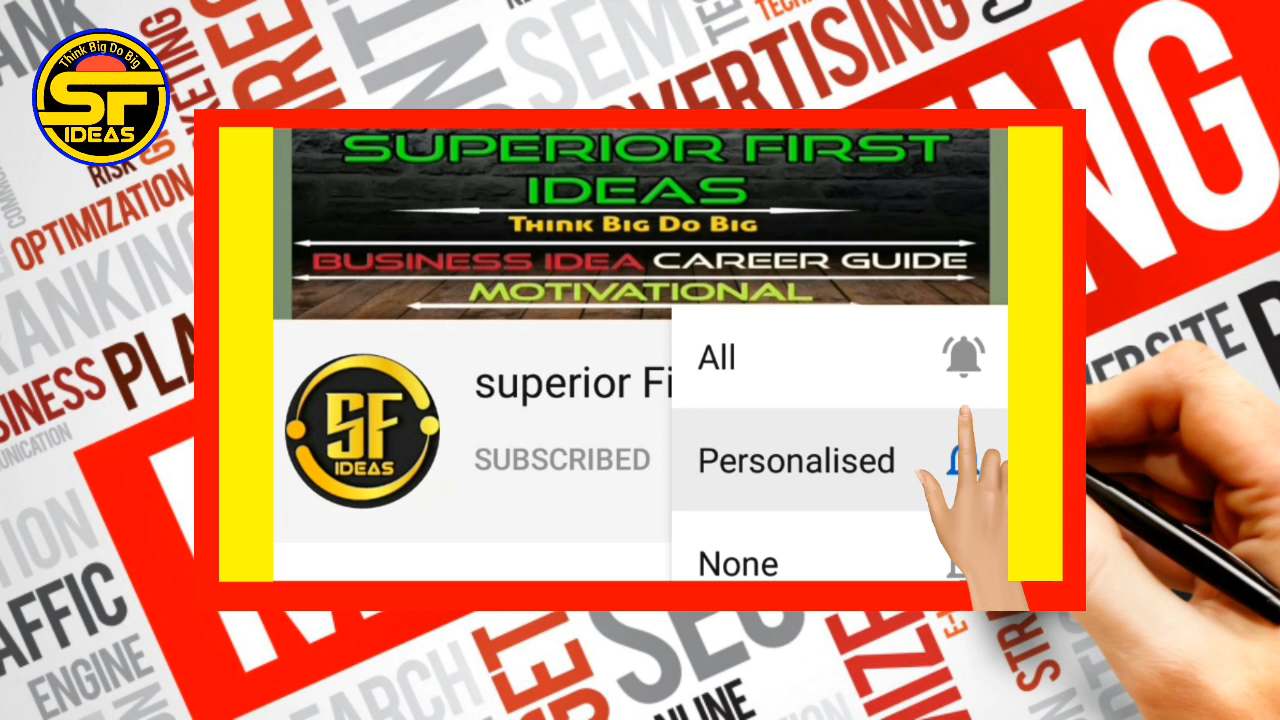 Think Big Do Big
SF
IDEAS
SUPERIOR FIRST
IDEAS
THINK BIG DO BIG
BUSINESS IDEA CAREER GUIDE
MOTIVATIONAL
SF
IDEAS
superior Fi
SUBSCRIBED
All
Personalised
None
SEM
ADVERTISING
RISK
OPTIMIZATION
RANKING
BUSINESS
PLA
TRAFFIC
ENGINE
SEARCH
SEO
ONLINE
WEBSITE